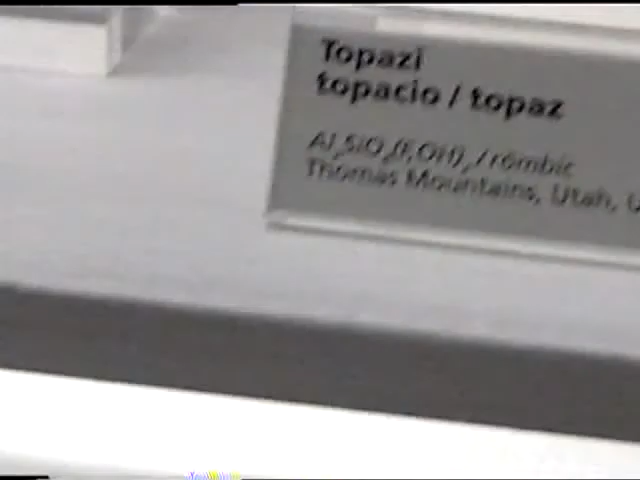 Topazi
topacio / topaz
Al₂SiO₄(F,OH)₂ / ròmbic
Thomas Mountains, Utah, U